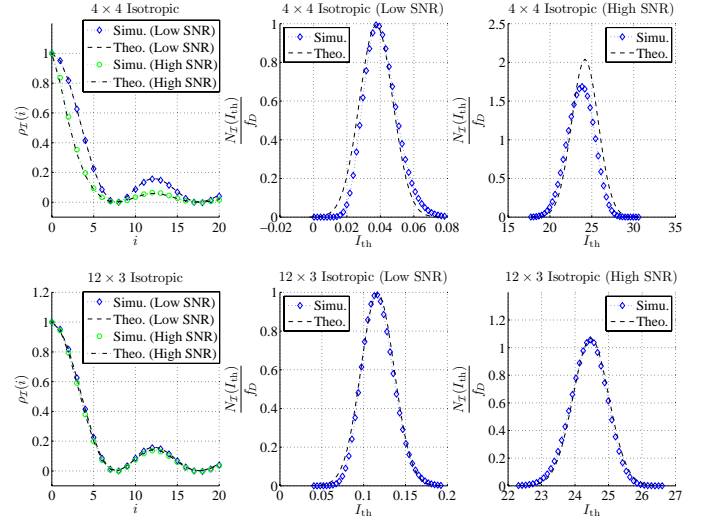 4 × 4 Isotropic
Simu. (Low SNR)
Theo. (Low SNR)
Simu. (High SNR)
Theo. (High SNR)
1
0.8
0.6
0.4
0.2
0
ρ_I(i)
0 5 10 15 20
i
4 × 4 Isotropic (Low SNR)
Simu.
Theo.
1
0.8
0.6
0.4
0.2
0
N_I(I_th)
f_D
−0.02 0 0.02 0.04 0.06 0.08
I_th
4 × 4 Isotropic (High SNR)
Simu.
Theo.
2.5
2
1.5
1
0.5
0
N_I(I_th)
f_D
15 20 25 30 35
I_th
12 × 3 Isotropic
Simu. (Low SNR)
Theo. (Low SNR)
Simu. (High SNR)
Theo. (High SNR)
1.2
1
0.8
0.6
0.4
0.2
0
ρ_I(i)
0 5 10 15 20
i
12 × 3 Isotropic (Low SNR)
Simu.
Theo.
1
0.8
0.6
0.4
0.2
0
N_I(I_th)
f_D
0 0.05 0.1 0.15 0.2
I_th
12 × 3 Isotropic (High SNR)
Simu.
Theo.
1.4
1.2
1
0.8
0.6
0.4
0.2
0
N_I(I_th)
f_D
22 23 24 25 26 27
I_th